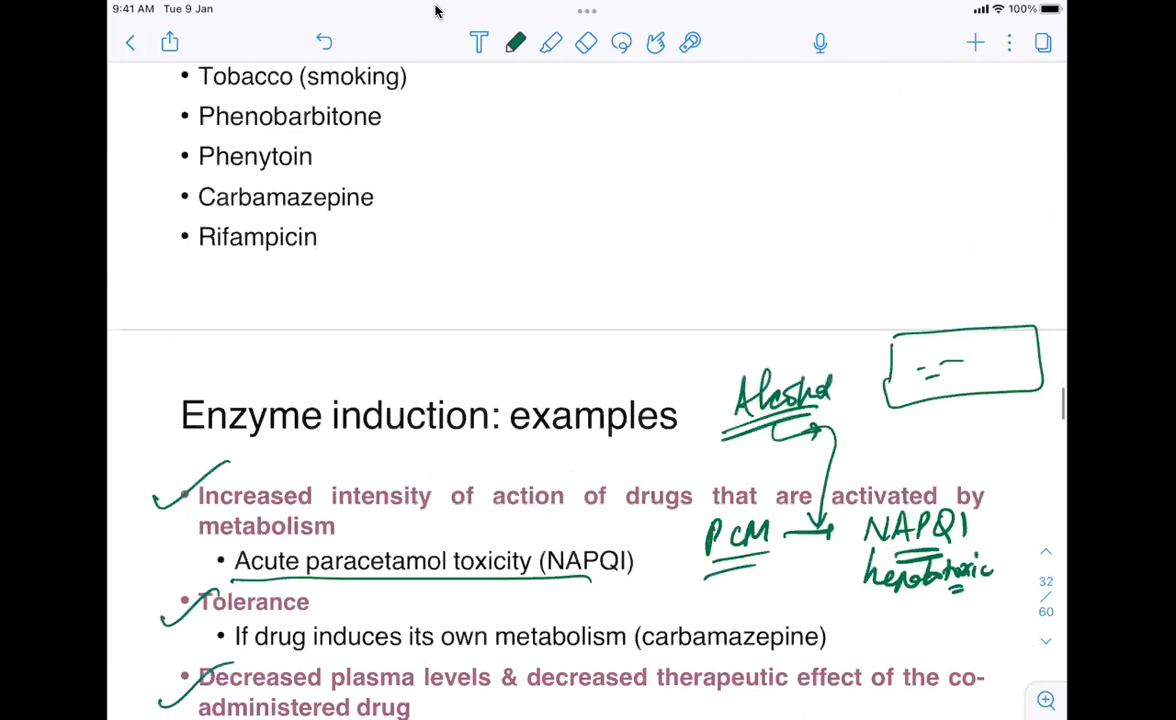 9:41 AM Tue 9 Jan
100%
• Tobacco (smoking)
• Phenobarbitone
• Phenytoin
• Carbamazepine
• Rifampicin
Alcohol
Enzyme induction: examples
• Increased intensity of action of drugs that are activated by
metabolism
PCM NAPQI
• Acute paracetamol toxicity (NAPQI)
hepatotoxic
32
/
60
• Tolerance
• If drug induces its own metabolism (carbamazepine)
• Decreased plasma levels & decreased therapeutic effect of the co-
administered drug